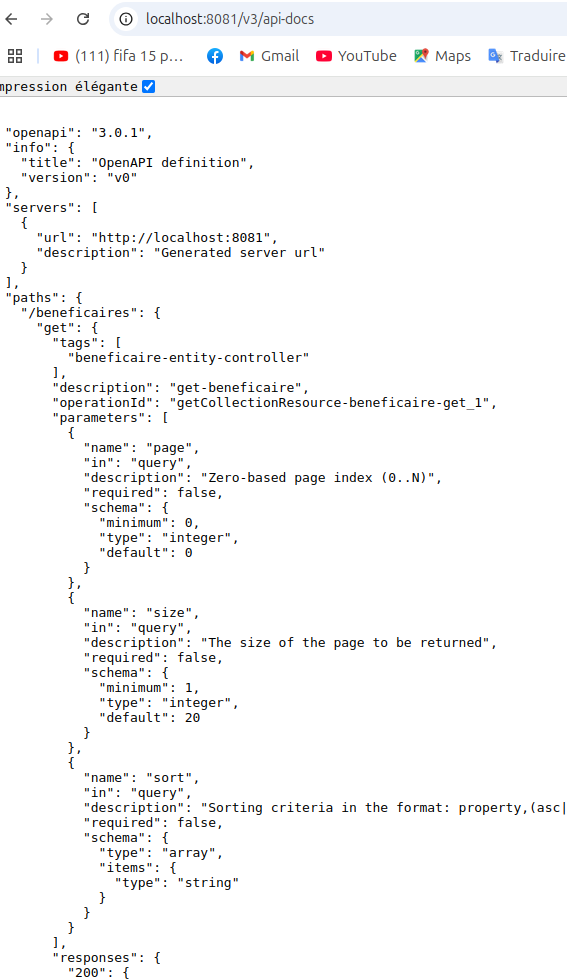 localhost:8081/v3/api-docs
(111) fifa 15 p...
Gmail
YouTube
Maps
Traduire
mpression élégante
"openapi": "3.0.1",
"info": {
"title": "OpenAPI definition",
"version": "v0"
},
"servers": [
{
"url": "http://localhost:8081",
"description": "Generated server url"
}
],
"paths": {
"/beneficaires": {
"get": {
"tags": [
"beneficaire-entity-controller"
],
"description": "get-beneficaire",
"operationId": "getCollectionResource-beneficaire-get_1",
"parameters": [
{
"name": "page",
"in": "query",
"description": "Zero-based page index (0..N)",
"required": false,
"schema": {
"minimum": 0,
"type": "integer",
"default": 0
}
},
{
"name": "size",
"in": "query",
"description": "The size of the page to be returned",
"required": false,
"schema": {
"minimum": 1,
"type": "integer",
"default": 20
}
},
{
"name": "sort",
"in": "query",
"description": "Sorting criteria in the format: property,(asc|
"required": false,
"schema": {
"type": "array",
"items": {
"type": "string"
}
}
}
],
"responses": {
"200": {